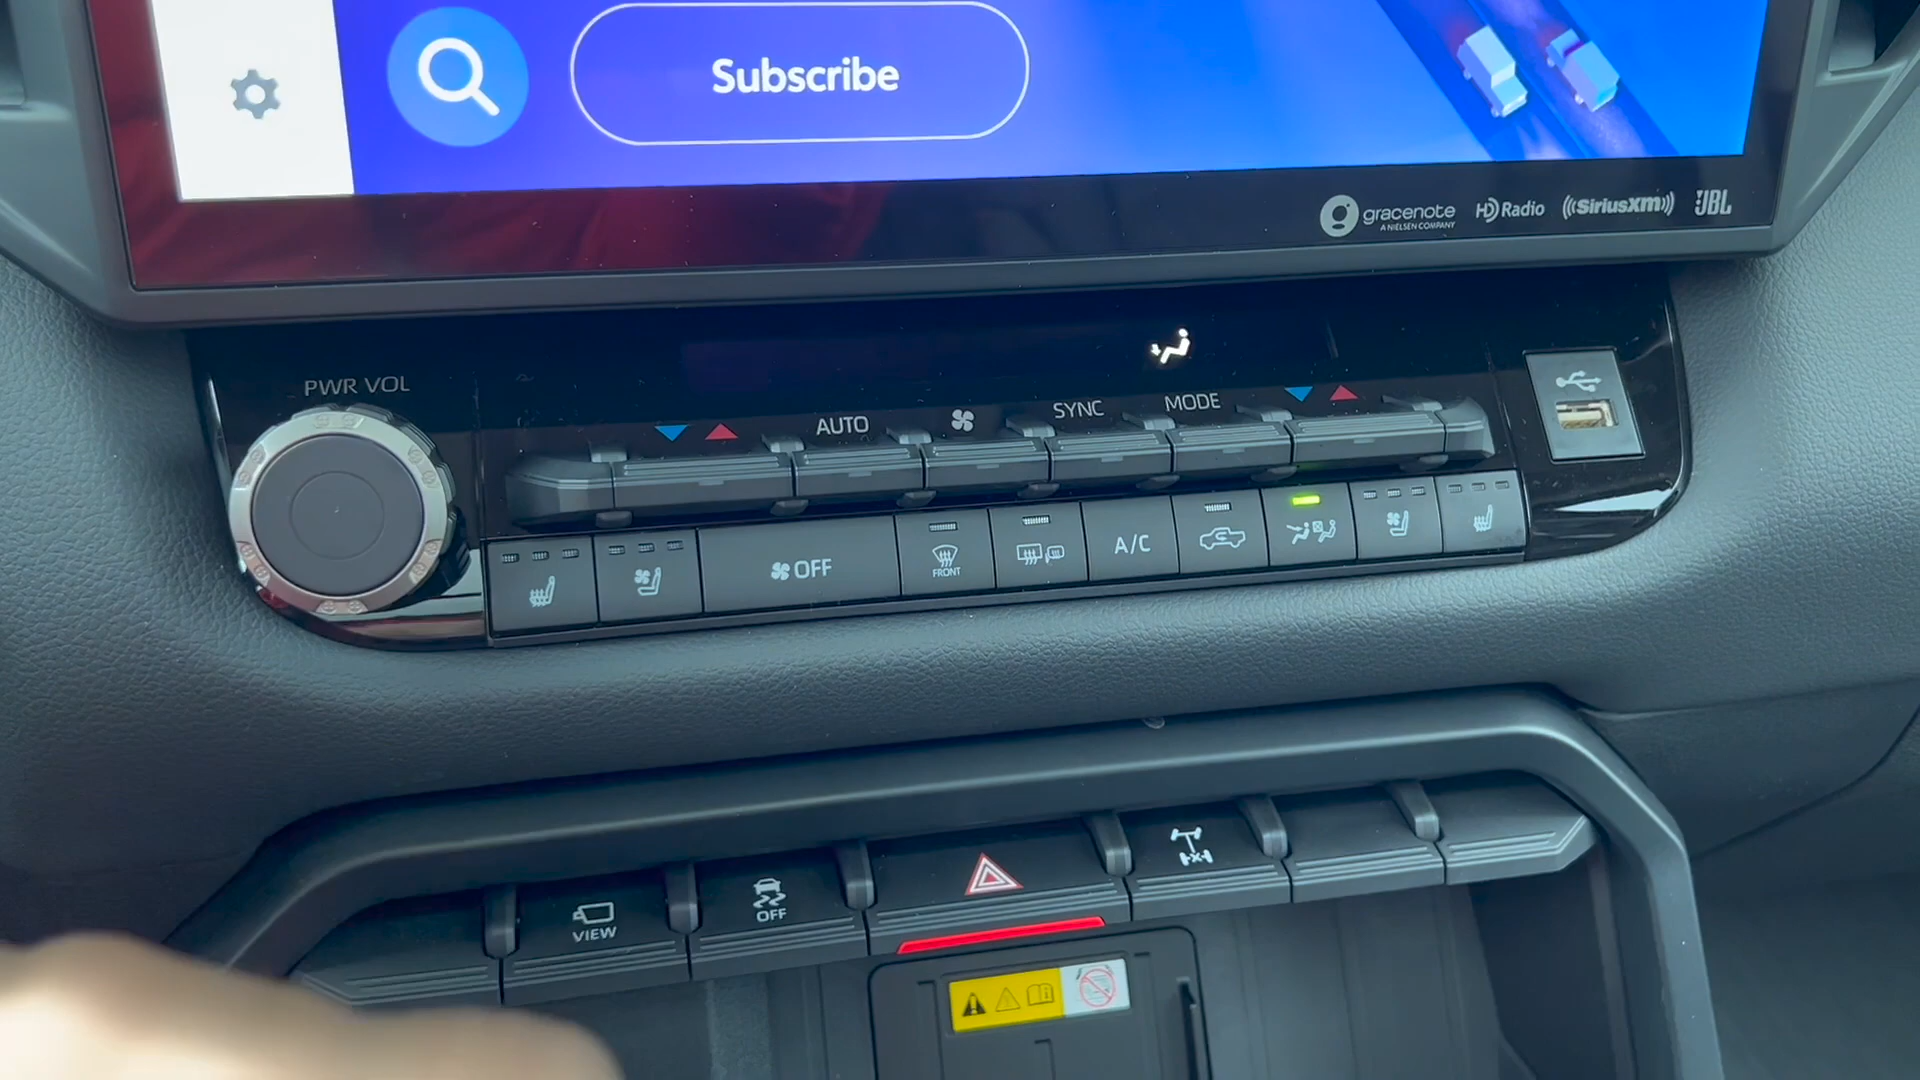 Subscribe
gracenote
A NIELSEN COMPANY
HD Radio
SiriusXM
JBL
PWR VOL
AUTO
SYNC
MODE
OFF
FRONT
A/C
VIEW
OFF